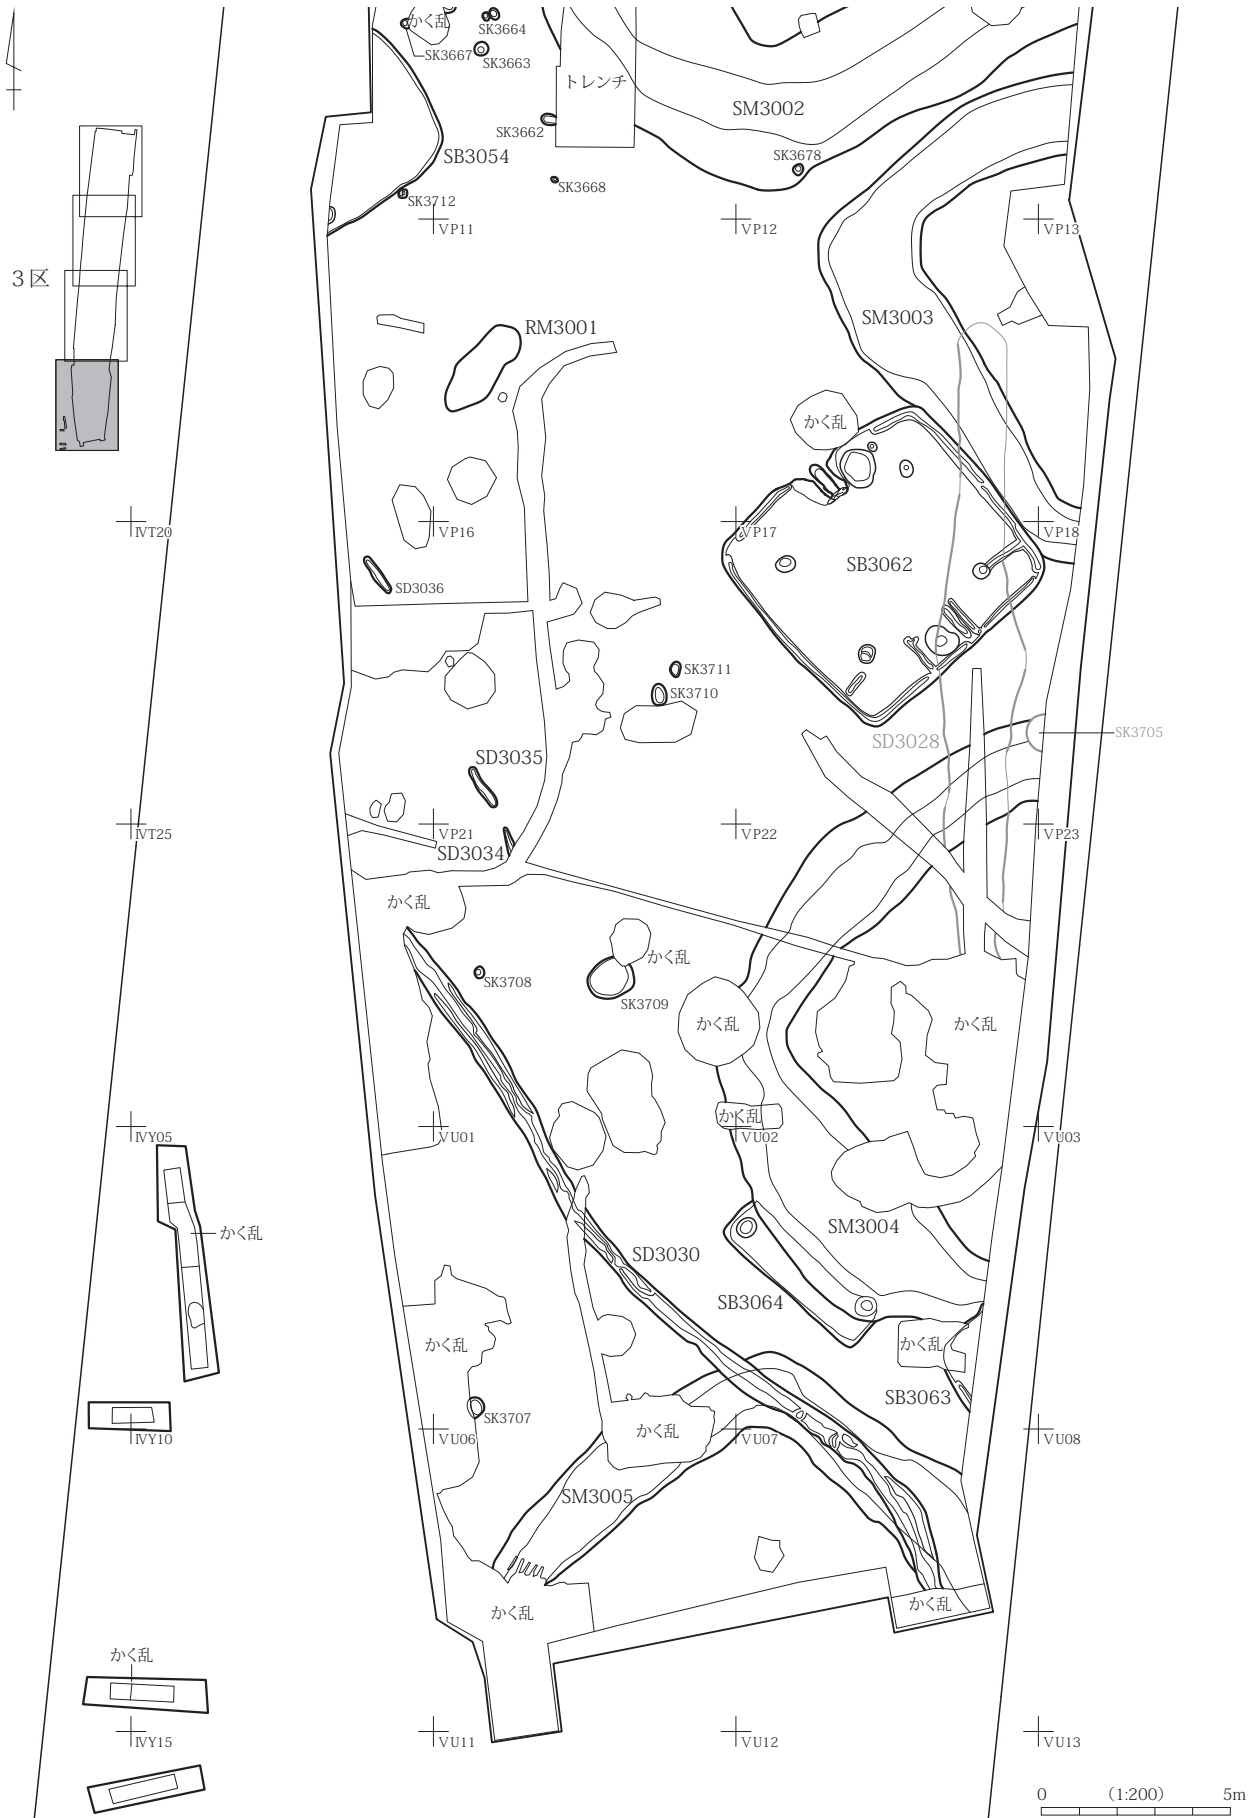 かく乱
SK3664
SK3667
SK3663
トレンチ
SM3002
SK3662
SB3054
SK3678
SK3668
SK3712
VP11
VP12
VP13
3区
RM3001
SM3003
かく乱
IVT20
VP16
VP17
VP18
SB3062
SD3036
SK3711
SK3710
SD3028
SK3705
SD3035
IVT25
VP21
VP22
VP23
SD3034
かく乱
かく乱
SK3708
SK3709
かく乱
かく乱
かく乱
IVY05
VU01
VU02
VU03
かく乱
SM3004
SD3030
SB3064
かく乱
かく乱
SB3063
SK3707
IVY10
VU06
かく乱
VU07
VU08
SM3005
かく乱
かく乱
かく乱
IVY15
VU11
VU12
VU13
0 (1:200) 5m